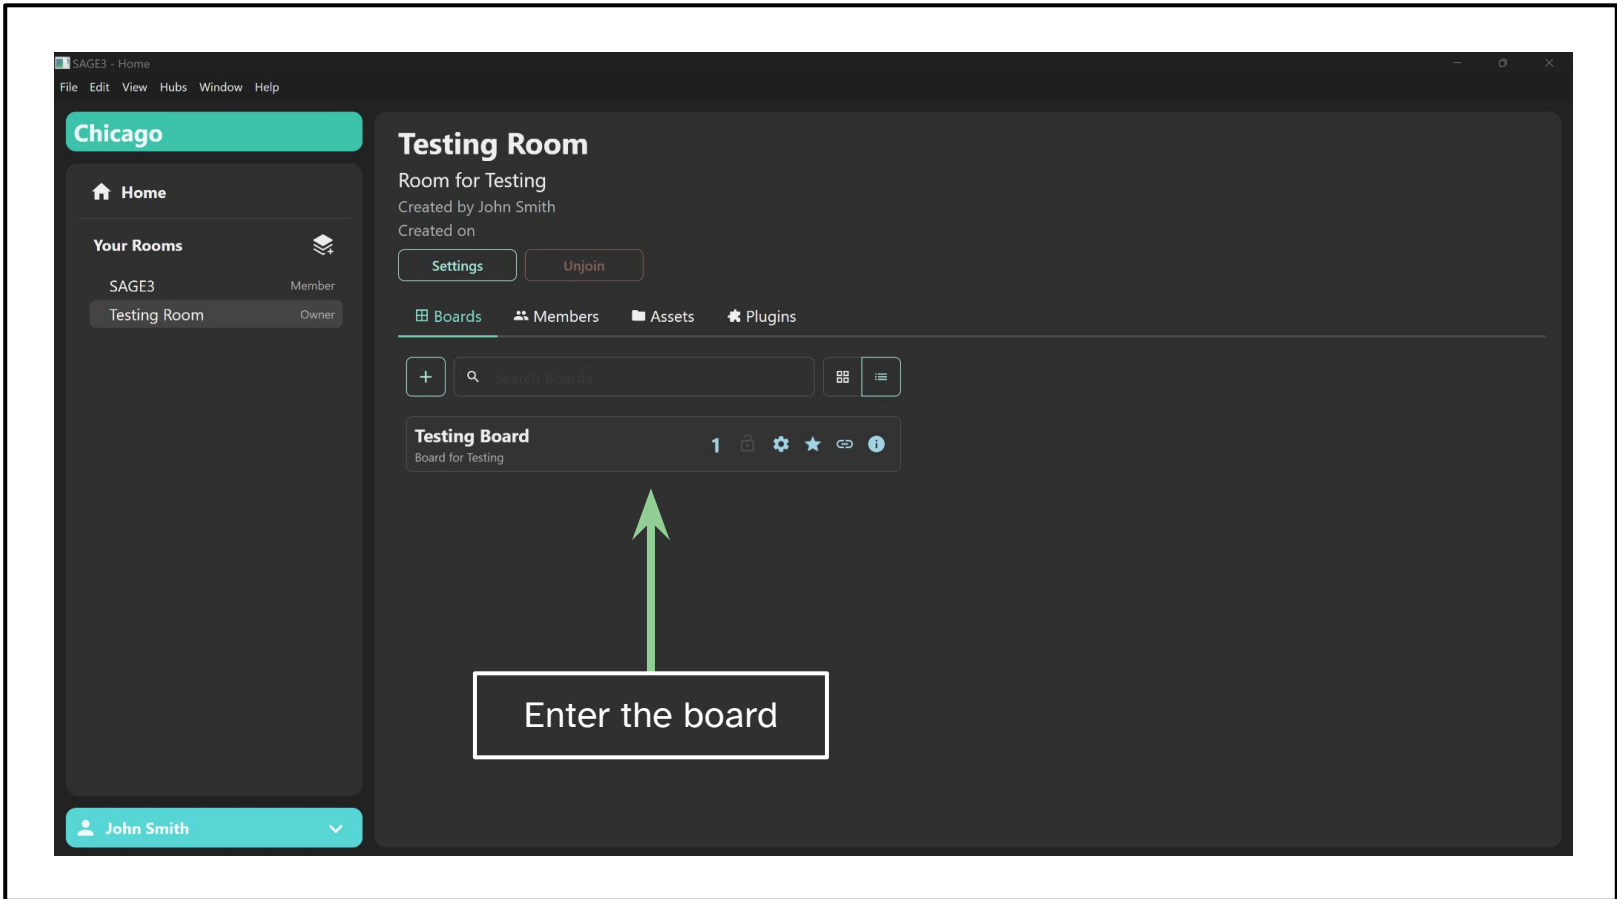 SAGE3 - Home
File Edit View Hubs Window Help
Chicago
Home
Your Rooms
SAGE3 Member
Testing Room Owner
John Smith
Testing Room
Room for Testing
Created by John Smith
Created on
Settings Unjoin
Boards Members Assets Plugins
Search Boards
Testing Board
Board for Testing
1
Enter the board